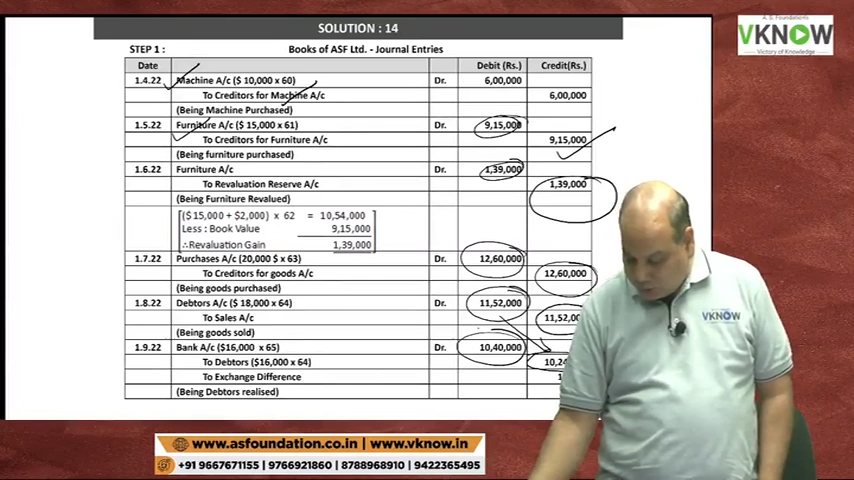 SOLUTION : 14
A. S. Foundation's
VKNOW
Victory of Knowledge
STEP 1 :
Books of ASF Ltd. - Journal Entries
Date Debit (Rs.) Credit(Rs.)
1.4.22 Machine A/c ($ 10,000 x 60) Dr. 6,00,000
To Creditors for Machine A/c 6,00,000
(Being Machine Purchased)
1.5.22 Furniture A/c ($ 15,000 x 61) Dr. 9,15,000
To Creditors for Furniture A/c 9,15,000
(Being furniture purchased)
1.6.22 Furniture A/c Dr. 1,39,000
To Revaluation Reserve A/c 1,39,000
(Being Furniture Revalued)
($15,000 + $2,000) x 62 = 10,54,000
Less : Book Value 9,15,000
∴Revaluation Gain 1,39,000
1.7.22 Purchases A/c (20,000 $ x 63) Dr. 12,60,000
To Creditors for goods A/c 12,60,000
(Being goods purchased)
1.8.22 Debtors A/c ($ 18,000 x 64) Dr. 11,52,000
To Sales A/c
(Being goods sold)
1.9.22 Bank A/c ($16,000 x 65) Dr. 10,40,000
To Debtors ($16,000 x 64)
To Exchange Difference
(Being Debtors realised)
VKNOW
www.asfoundation.co.in | www.vknow.in
+91 9667671155 | 9766921860 | 8788968910 | 9422365495